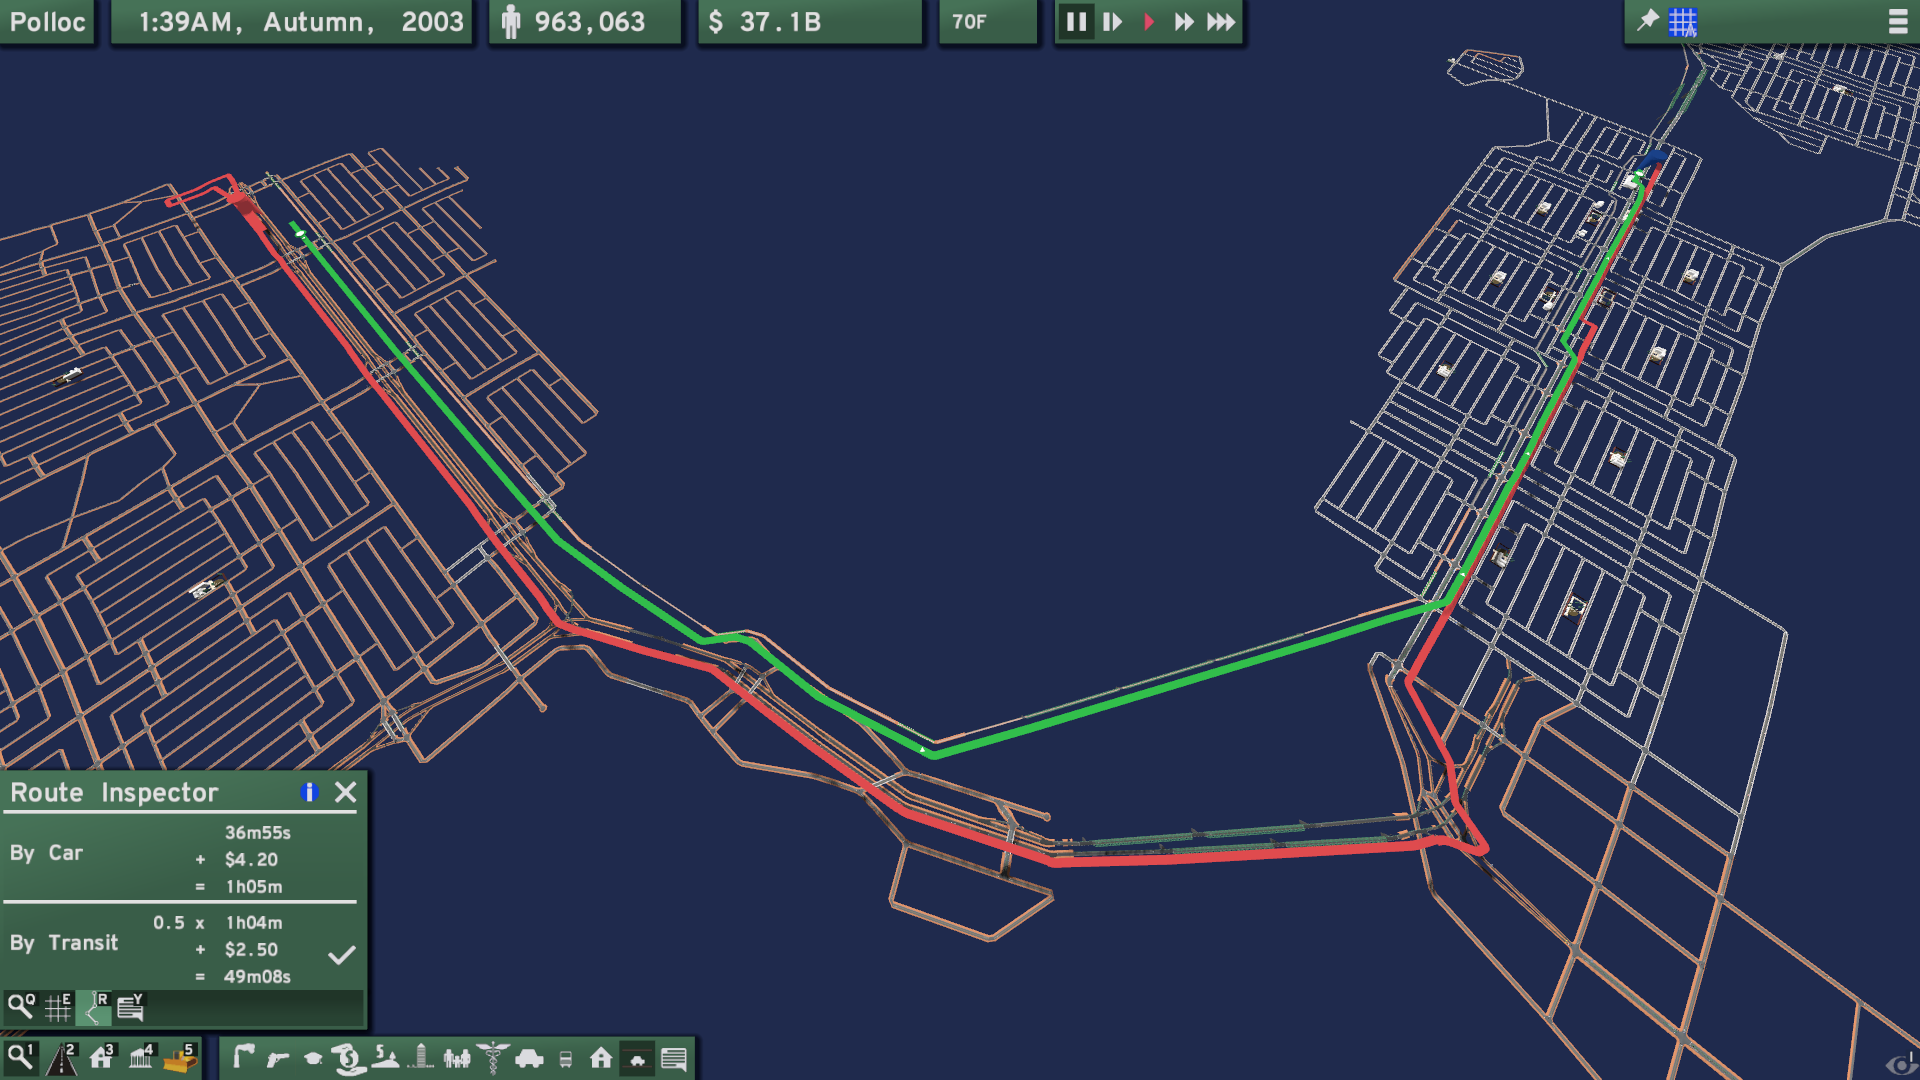 Polloc
1:39AM, Autumn, 2003
963,063
$ 37.1B
70F
Route Inspector
i
By Car
36m55s
+ $4.20
= 1h05m
By Transit
0.5 x 1h04m
+ $2.50
= 49m08s
Q E R Y
1 2 3 4 5
$ 5